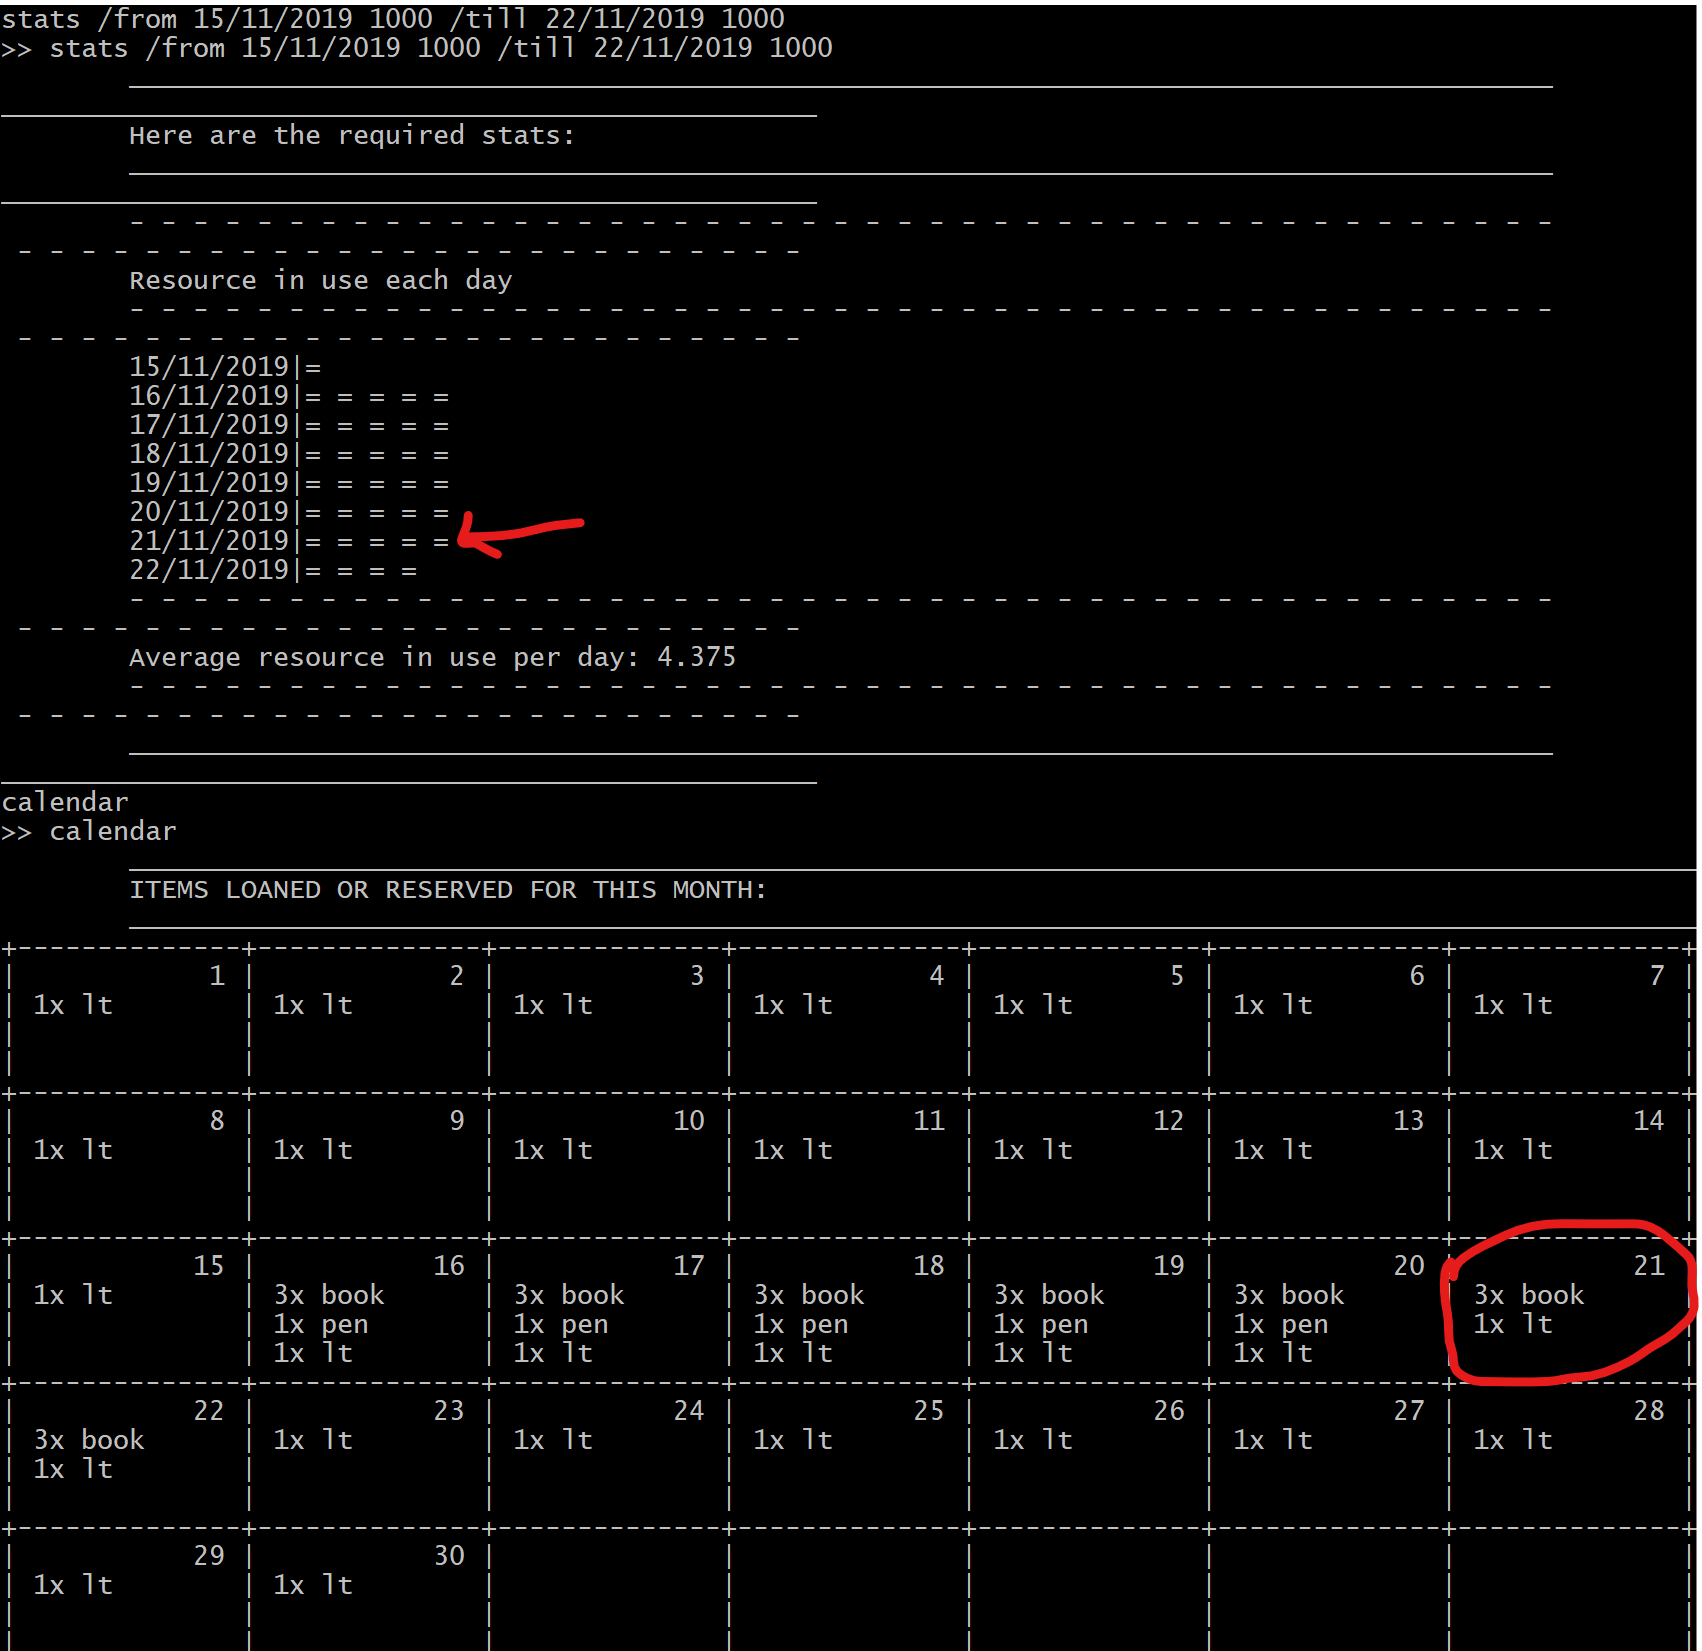 stats /from 15/11/2019 1000 /till 22/11/2019 1000
>> stats /from 15/11/2019 1000 /till 22/11/2019 1000
Here are the required stats:
Resource in use each day
15/11/2019|=
16/11/2019|= = = = =
17/11/2019|= = = = =
18/11/2019|= = = = =
19/11/2019|= = = = =
20/11/2019|= = = = =
21/11/2019|= = = = =
22/11/2019|= = = =
Average resource in use per day: 4.375
calendar
>> calendar
ITEMS LOANED OR RESERVED FOR THIS MONTH:
1 | 2 | 3 | 4 | 5 | 6 | 7 |
| 1x lt | 1x lt | 1x lt | 1x lt | 1x lt | 1x lt | 1x lt |
| 8 | 9 | 10 | 11 | 12 | 13 | 14 |
| 1x lt | 1x lt | 1x lt | 1x lt | 1x lt | 1x lt | 1x lt |
| 15 | 16 | 17 | 18 | 19 | 20 | 21 |
| 1x lt | 3x book | 3x book | 3x book | 3x book | 3x book | 3x book |
| | 1x pen | 1x pen | 1x pen | 1x pen | 1x pen | 1x lt |
| | 1x lt | 1x lt | 1x lt | 1x lt | 1x lt | |
| 22 | 23 | 24 | 25 | 26 | 27 | 28 |
| 3x book | 1x lt | 1x lt | 1x lt | 1x lt | 1x lt | 1x lt |
| 1x lt | | | | | | |
| 29 | 30 | | | | | |
| 1x lt | 1x lt | | | | | |